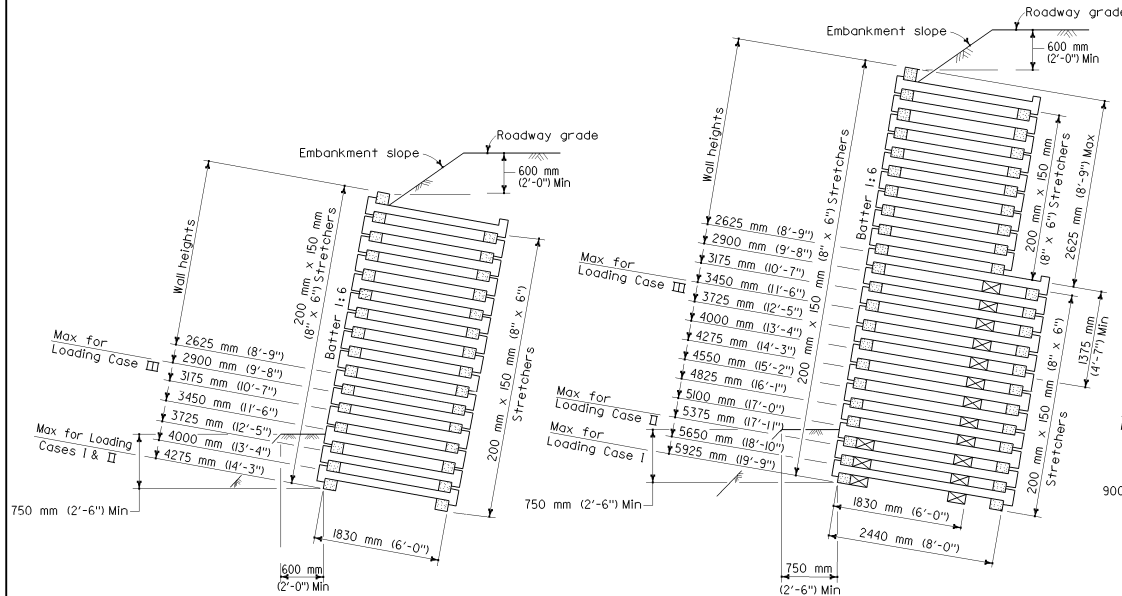 Roadway grade
Embankment slope
600 mm
(2'-0") Min
Wall heights
200 mm x 150 mm
(8" x 6") Stretchers
Batter 1:6
Max for
Loading Case III
2625 mm (8'-9")
2900 mm (9'-8")
3175 mm (10'-7")
3450 mm (11'-6")
3725 mm (12'-5")
4000 mm (13'-4")
4275 mm (14'-3")
Max for Loading
Cases I & II
750 mm (2'-6") Min
200 mm x 150 mm (8" x 6")
Stretchers
1830 mm (6'-0")
600 mm
(2'-0") Min
Roadway grade
Embankment slope
600 mm
(2'-0") Min
Wall heights
200 mm x 150 mm (8" x 6") Stretchers
Batter 1:6
200 mm x 150 mm
(8" x 6") Stretchers
2625 mm (8'-9") Max
Max for
Loading Case III
2625 mm (8'-9")
2900 mm (9'-8")
3175 mm (10'-7")
3450 mm (11'-6")
3725 mm (12'-5")
4000 mm (13'-4")
4275 mm (14'-3")
4550 mm (15'-2")
4825 mm (16'-1")
5100 mm (17'-0")
5375 mm (17'-11")
5650 mm (18'-10")
5925 mm (19'-9")
Max for
Loading Case II
Max for
Loading Case I
1375 mm
(4'-7") Min
200 mm x 150 mm (8" x 6")
Stretchers
750 mm (2'-6") Min
1830 mm (6'-0")
2440 mm (8'-0")
750 mm
(2'-6") Min
900